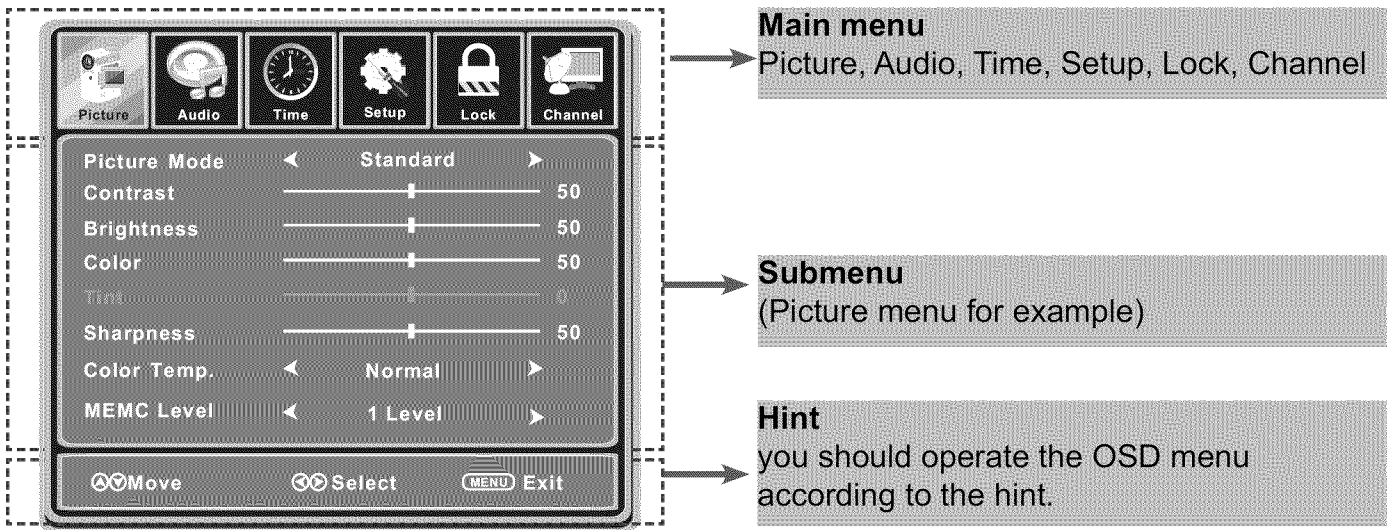 Picture Audio Time Setup Lock Channel
Picture Mode Standard
Contrast 50
Brightness 50
Color 50
Tint 0
Sharpness 50
Color Temp. Normal
MEMC Level 1 Level
Move Select MENU Exit
Main menu
Picture, Audio, Time, Setup, Lock, Channel
Submenu
(Picture menu for example)
Hint
you should operate the OSD menu
according to the hint.